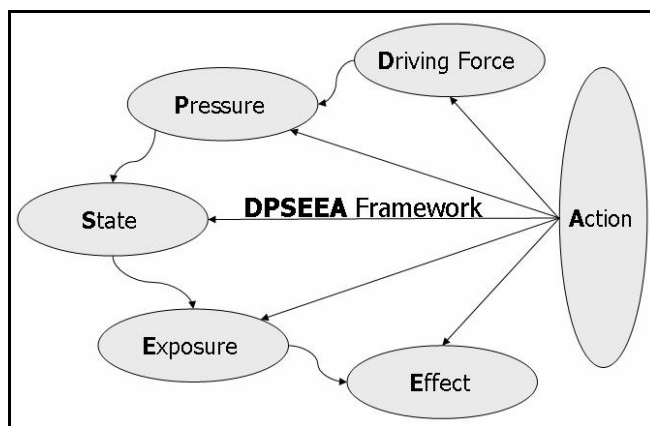 Driving Force
Pressure
DPSEEA Framework
State
Action
Exposure
Effect